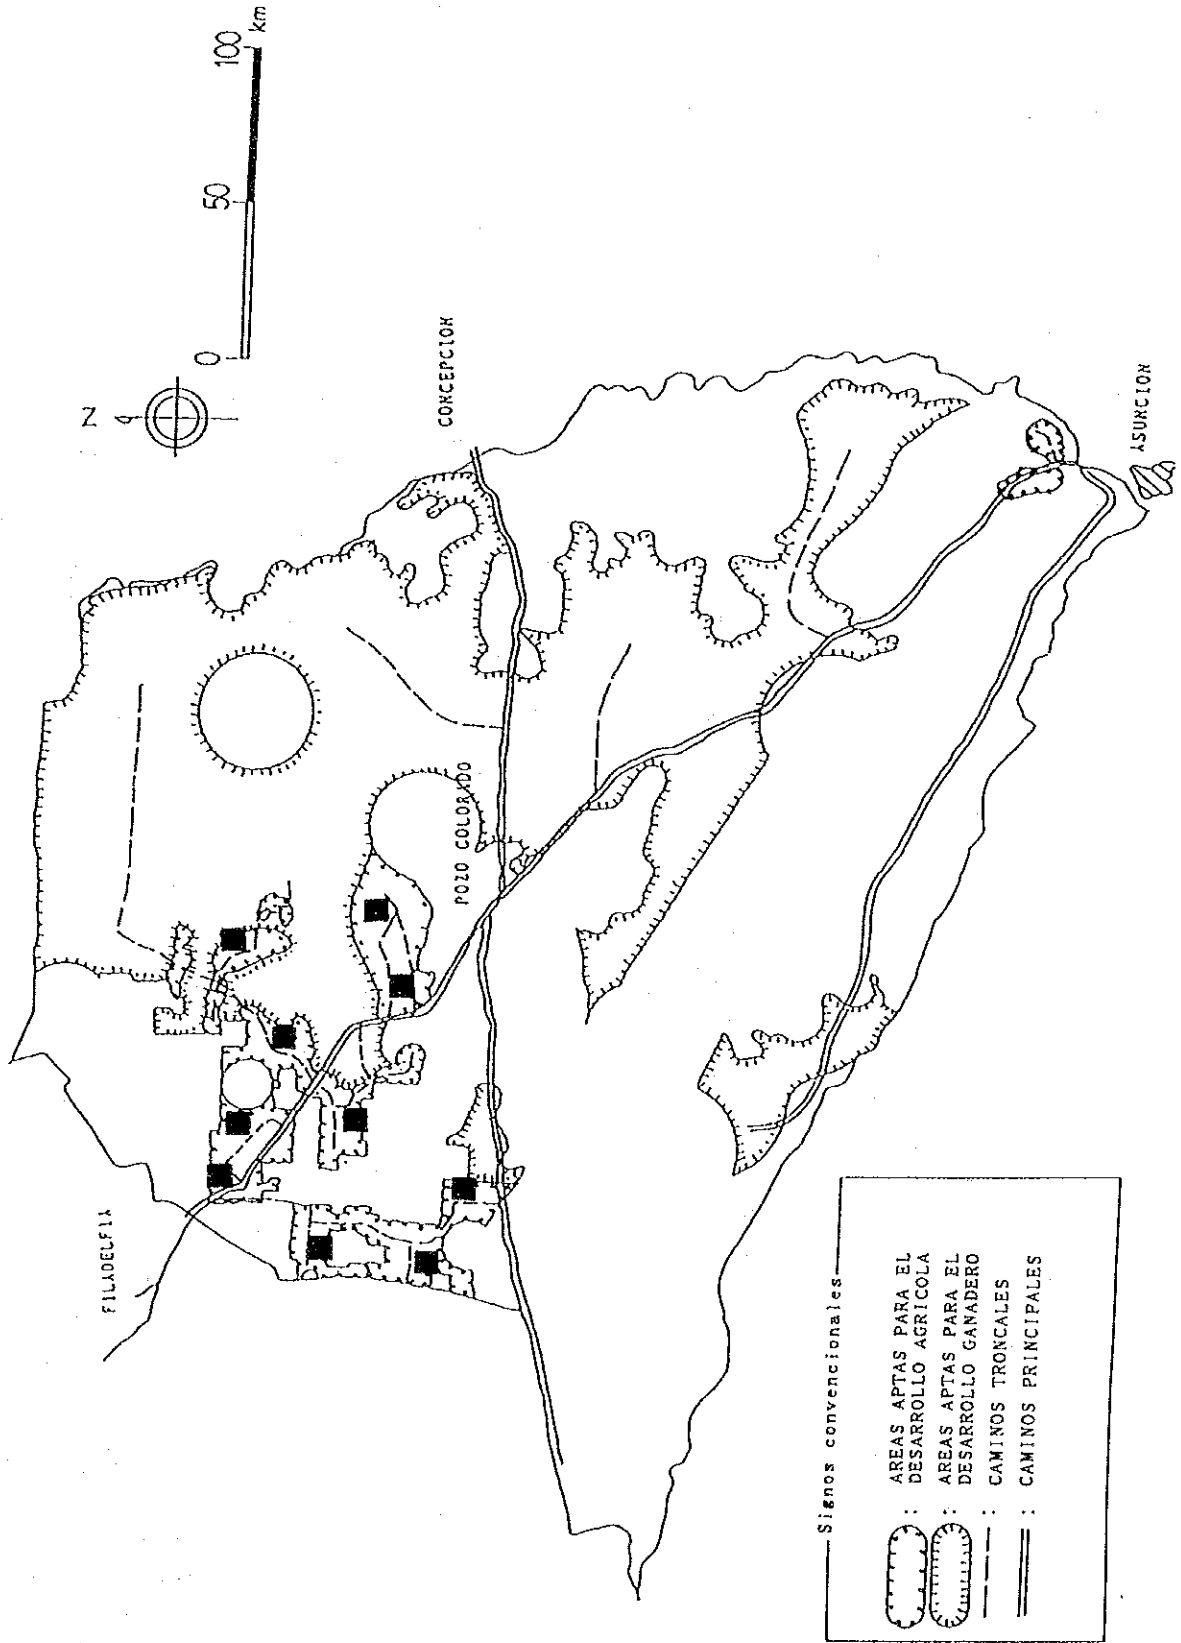 0 50 100 km
N
CONCEPCION
FILADELFIA
POZO COLORADO
ASUNCION
Signos convencionales
: AREAS APTAS PARA EL
DESARROLLO AGRICOLA
: AREAS APTAS PARA EL
DESARROLLO GANADERO
: CAMINOS TRONCALES
: CAMINOS PRINCIPALES